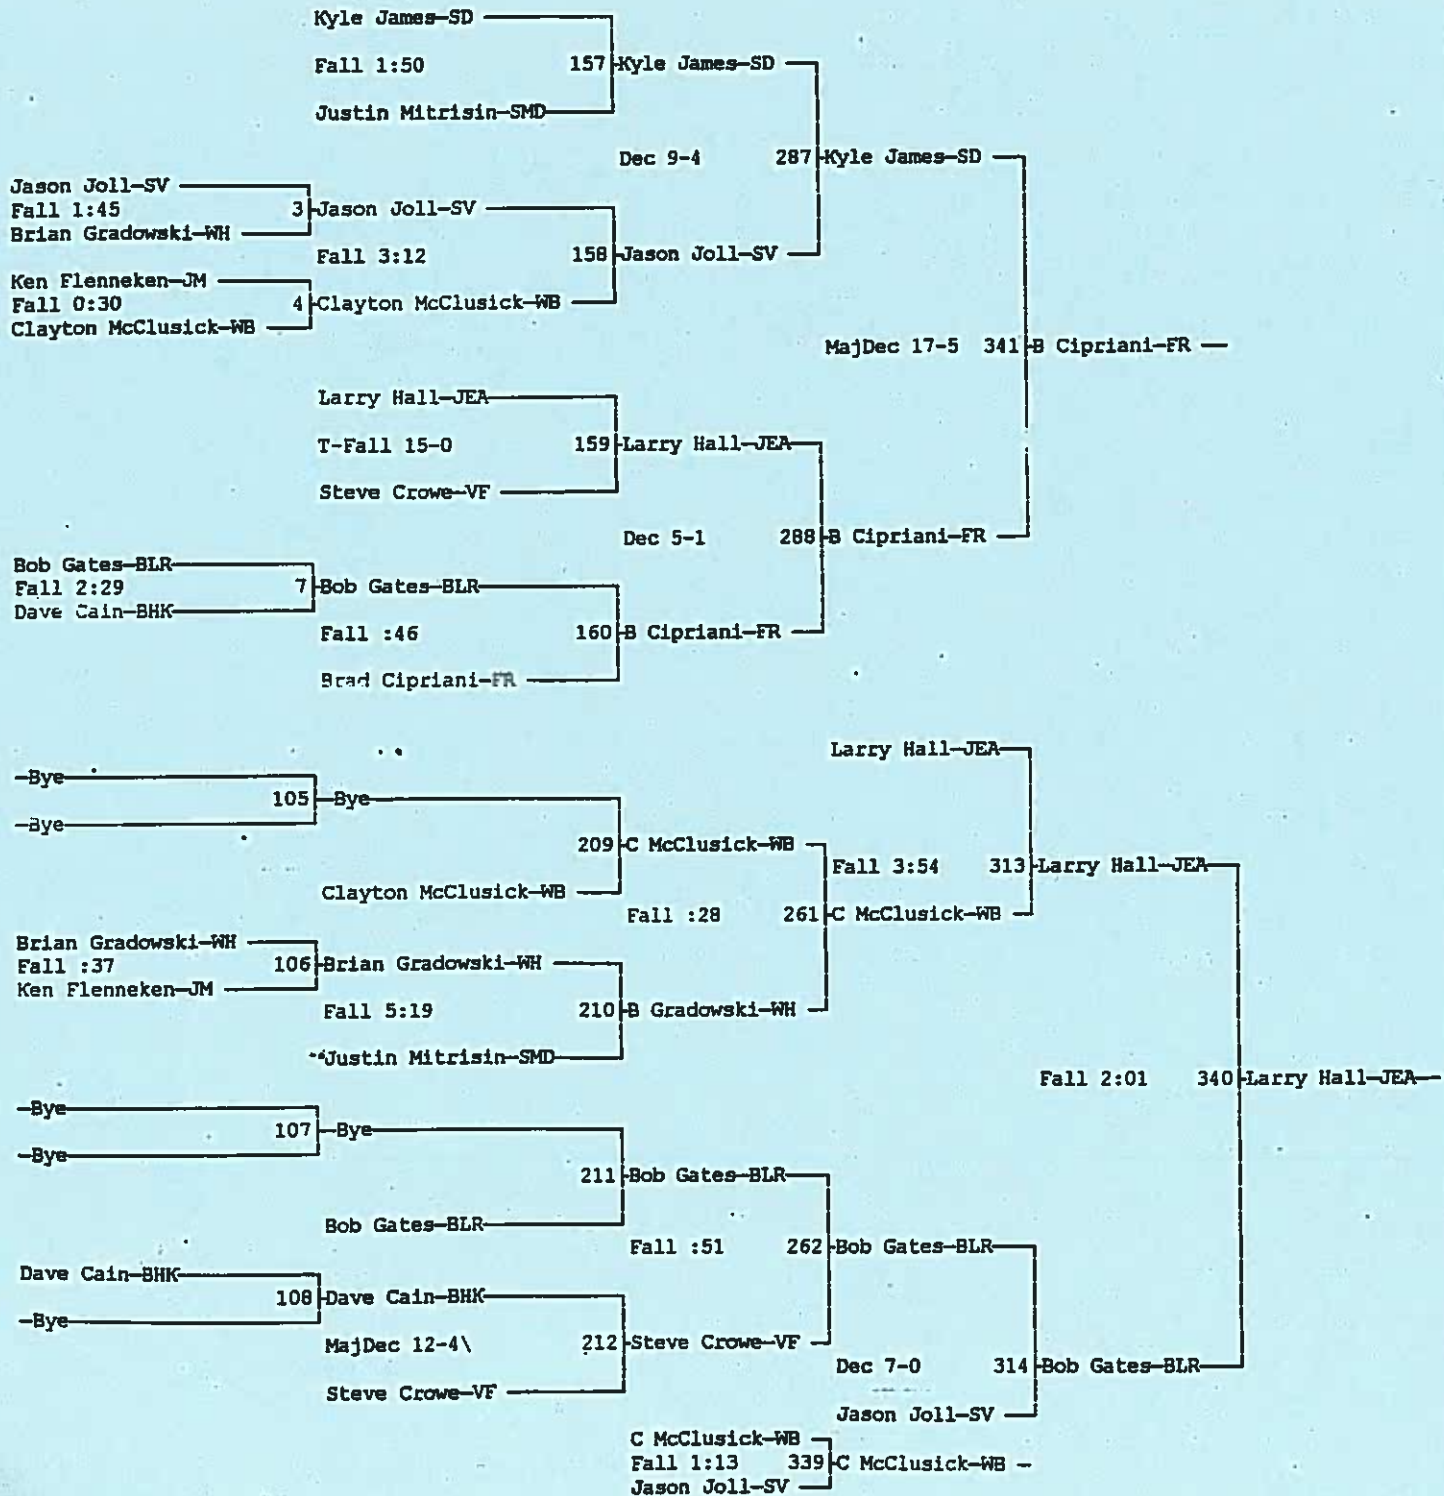 Kyle James-SD
Fall 1:50 157 Kyle James-SD
Justin Mitrisin-SMD
Dec 9-4 287 Kyle James-SD
Jason Joll-SV
Fall 1:45 3 Jason Joll-SV
Brian Gradowski-WH
Fall 3:12 158 Jason Joll-SV
Ken Flenneken-JM
Fall 0:30 4 Clayton McClusick-WB
Clayton McClusick-WB
MajDec 17-5 341 B Cipriani-FR
Larry Hall-JEA
T-Fall 15-0 159 Larry Hall-JEA
Steve Crowe-VF
Dec 5-1 288 B Cipriani-FR
Bob Gates-BLR
Fall 2:29 7 Bob Gates-BLR
Dave Cain-BHK
Fall :46 160 B Cipriani-FR
Brad Cipriani-FR
Larry Hall-JEA
-Bye
105 -Bye
-Bye
209 C McClusick-WB
Fall 3:54 313 Larry Hall-JEA
Clayton McClusick-WB
Fall :28 261 C McClusick-WB
Brian Gradowski-WH
Fall :37 106 Brian Gradowski-WH
Ken Flenneken-JM
Fall 5:19 210 B Gradowski-WH
Justin Mitrisin-SMD
Fall 2:01 340 Larry Hall-JEA
-Bye
107 -Bye
-Bye
211 Bob Gates-BLR
Bob Gates-BLR
Fall :51 262 Bob Gates-BLR
Dave Cain-BHK
108 Dave Cain-BHK
-Bye
MajDec 12-4\ 212 Steve Crowe-VF
Dec 7-0 314 Bob Gates-BLR
Steve Crowe-VF
Jason Joll-SV
C McClusick-WB
Fall 1:13 339 C McClusick-WB
Jason Joll-SV